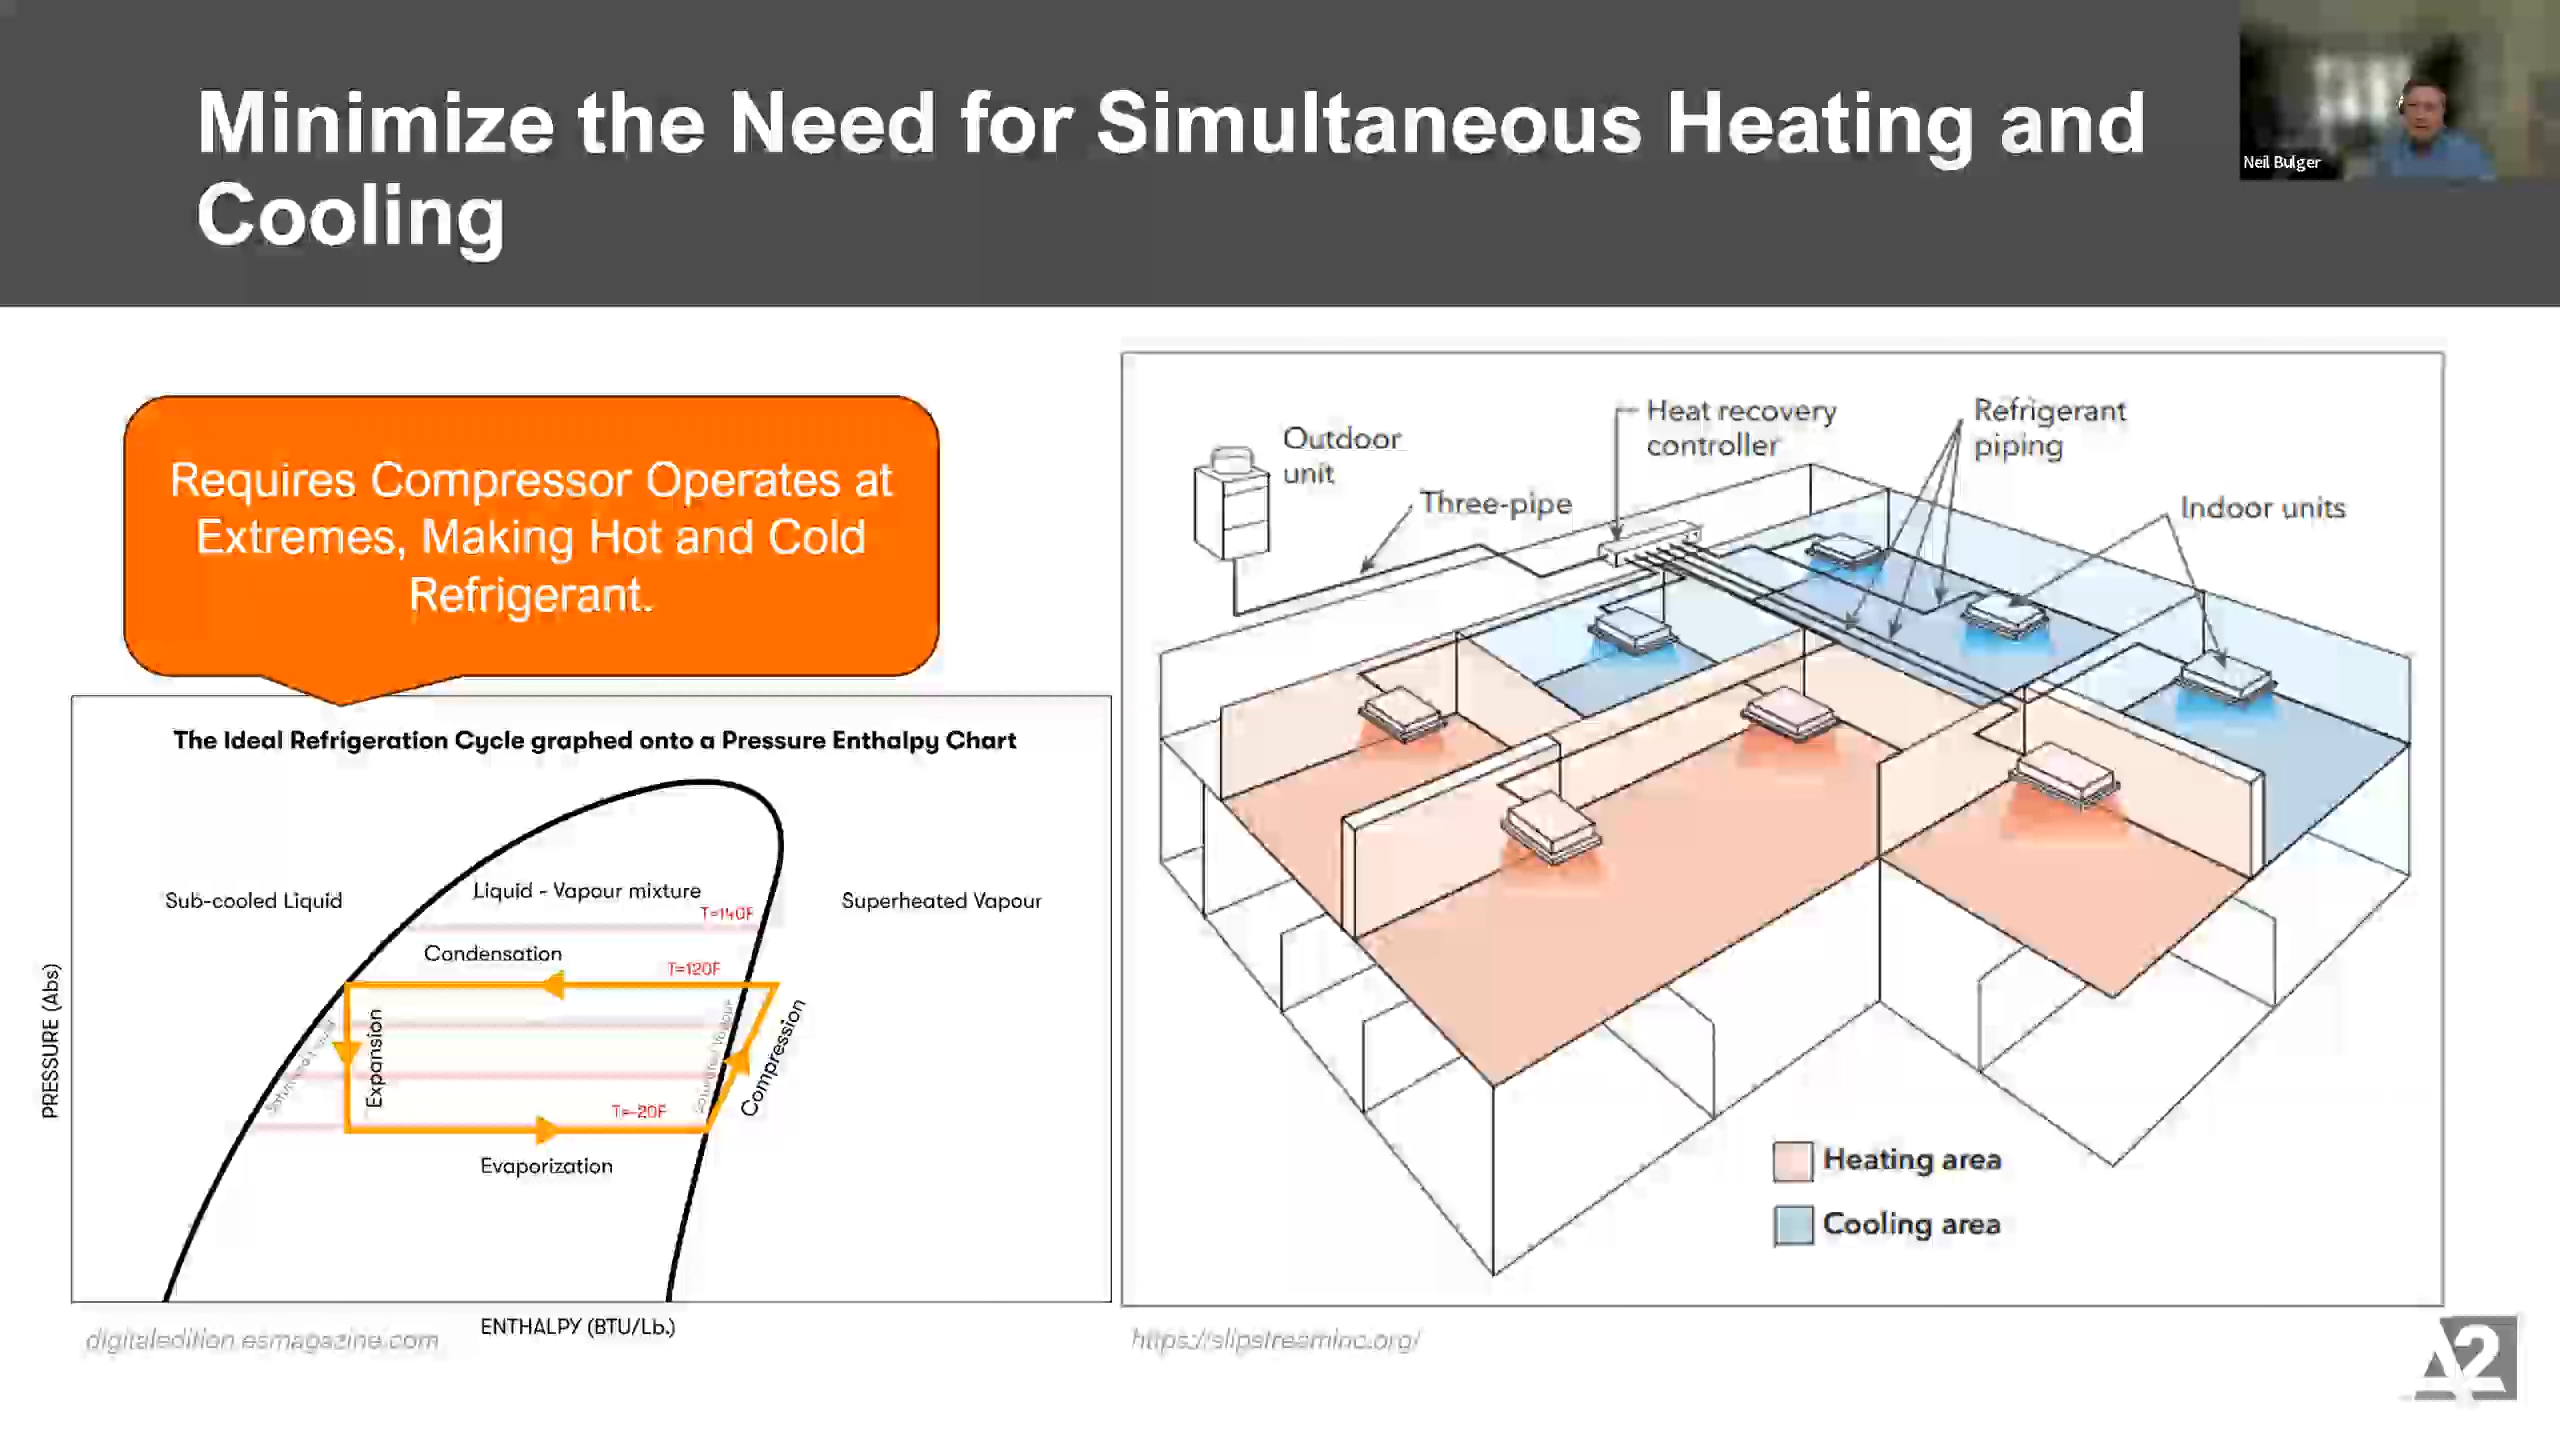 Minimize the Need for Simultaneous Heating and
Cooling
Neil Bulger
Requires Compressor Operates at
Extremes, Making Hot and Cold
Refrigerant.
The Ideal Refrigeration Cycle graphed onto a Pressure Enthalpy Chart
Sub-cooled Liquid
Liquid - Vapour mixture
Superheated Vapour
T=140F
Condensation
T=120F
Expansion
Compression
T=-20F
Evaporization
PRESSURE (Abs)
ENTHALPY (BTU/Lb.)
digitaledition.esmagazine.com
Outdoor
unit
Three-pipe
Heat recovery
controller
Refrigerant
piping
Indoor units
Heating area
Cooling area
https://slipstreaminc.org/
A2